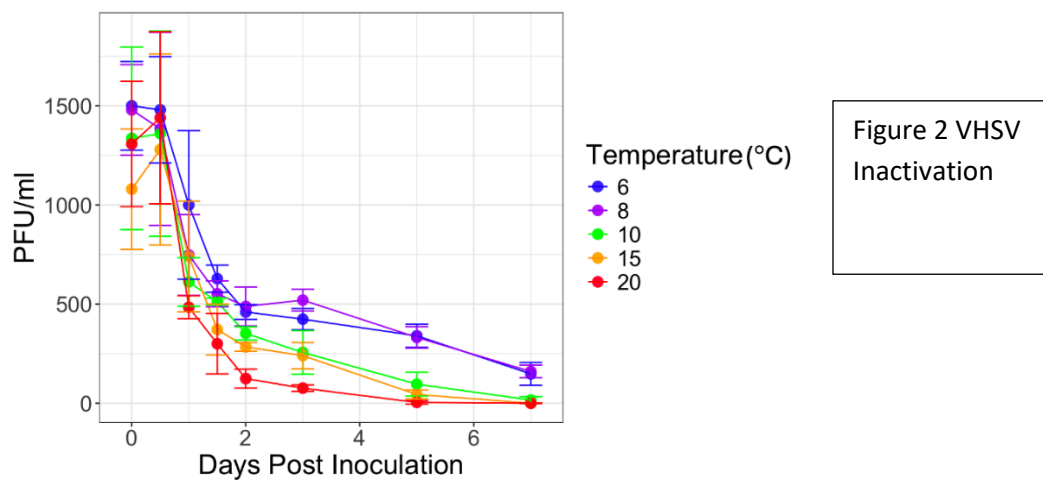 1500
1000
500
0
PFU/ml
0
2
4
6
Days Post Inoculation
Temperature(°C)
6
8
10
15
20
Figure 2 VHSV
Inactivation